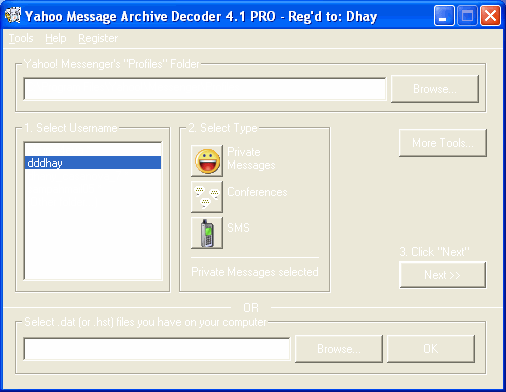 Yahoo Message Archive Decoder 4.1 PRO - Reg'd to: Dhay
Tools Help Register
Yahoo! Messenger's "Profiles" Folder
Browse...
1. Select Username
dddhay
2. Select Type
Private
Messages
Conferences
SMS
Private Messages selected
More Tools...
3. Click "Next"
Next >>
OR
Select .dat (or .hst) files you have on your computer
Browse...
OK